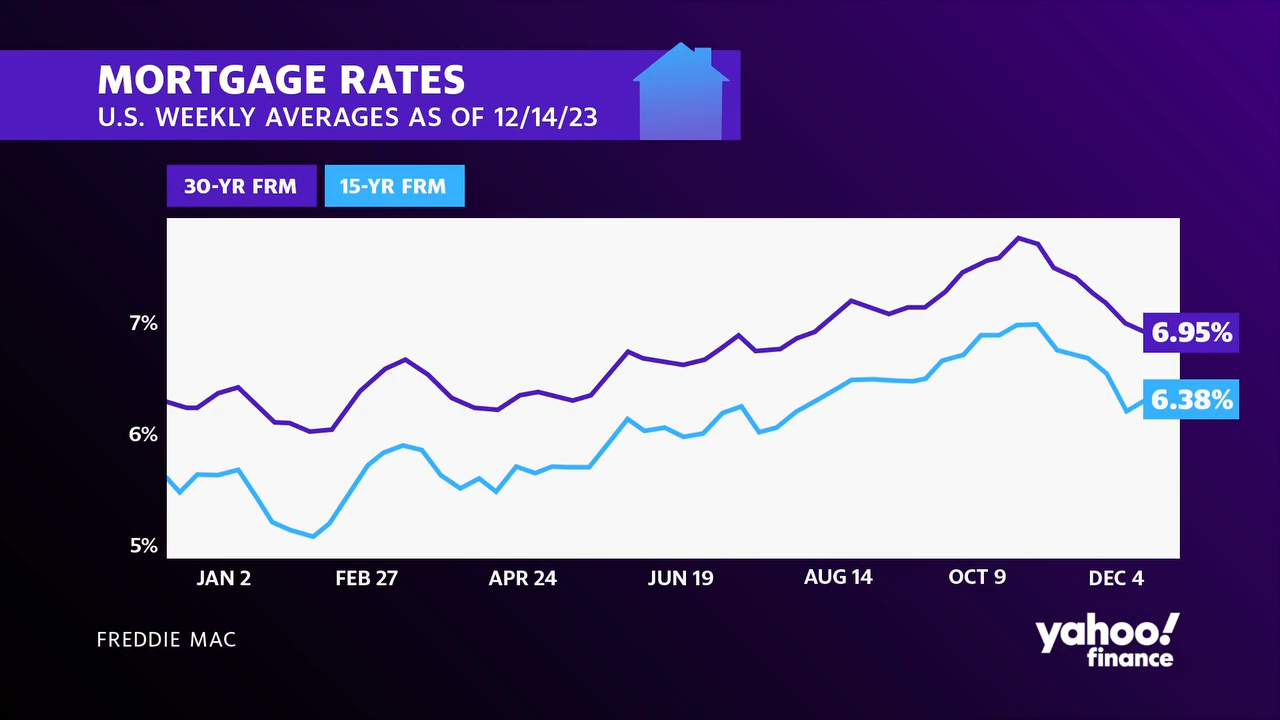 MORTGAGE RATES
U.S. WEEKLY AVERAGES AS OF 12/14/23
30-YR FRM
15-YR FRM
7%
6.95%
6.38%
6%
5%
JAN 2
FEB 27
APR 24
JUN 19
AUG 14
OCT 9
DEC 4
FREDDIE MAC
yahoo!
finance